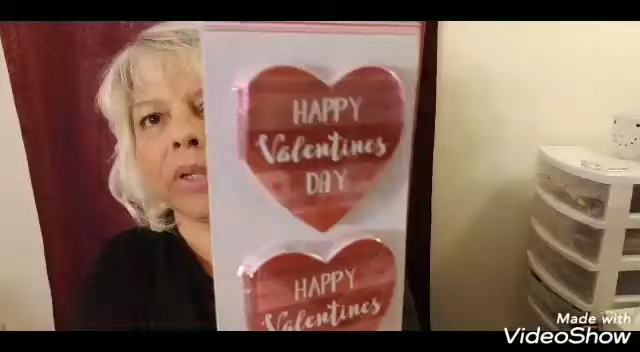 HAPPY
Valentines
DAY
HAPPY
Valentines
Made with
VideoShow